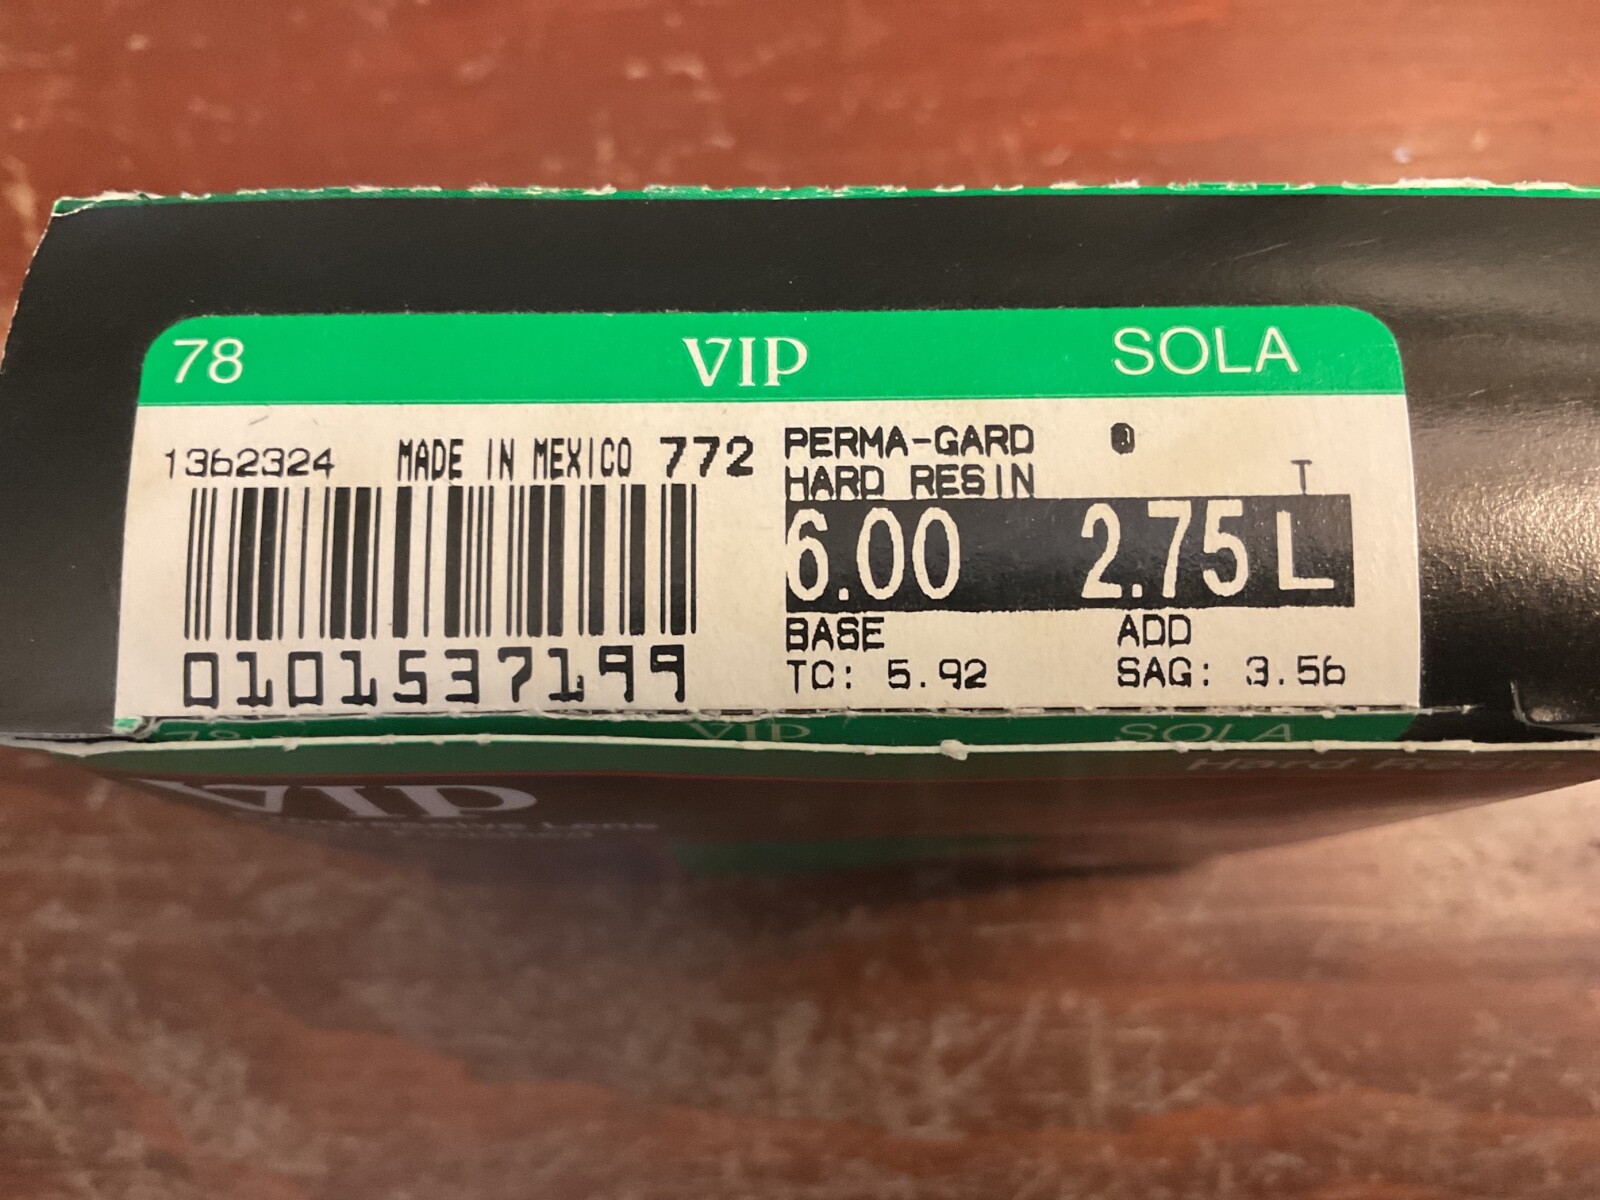 78 VIP SOLA
1362324 MADE IN MEXICO 772
0101537199
PERMA-GARD
HARD RESIN T
6.00 2.75 L
BASE ADD
TC: 5.92 SAG: 3.56
78 VIP SOLA
Hard Resin
VIP